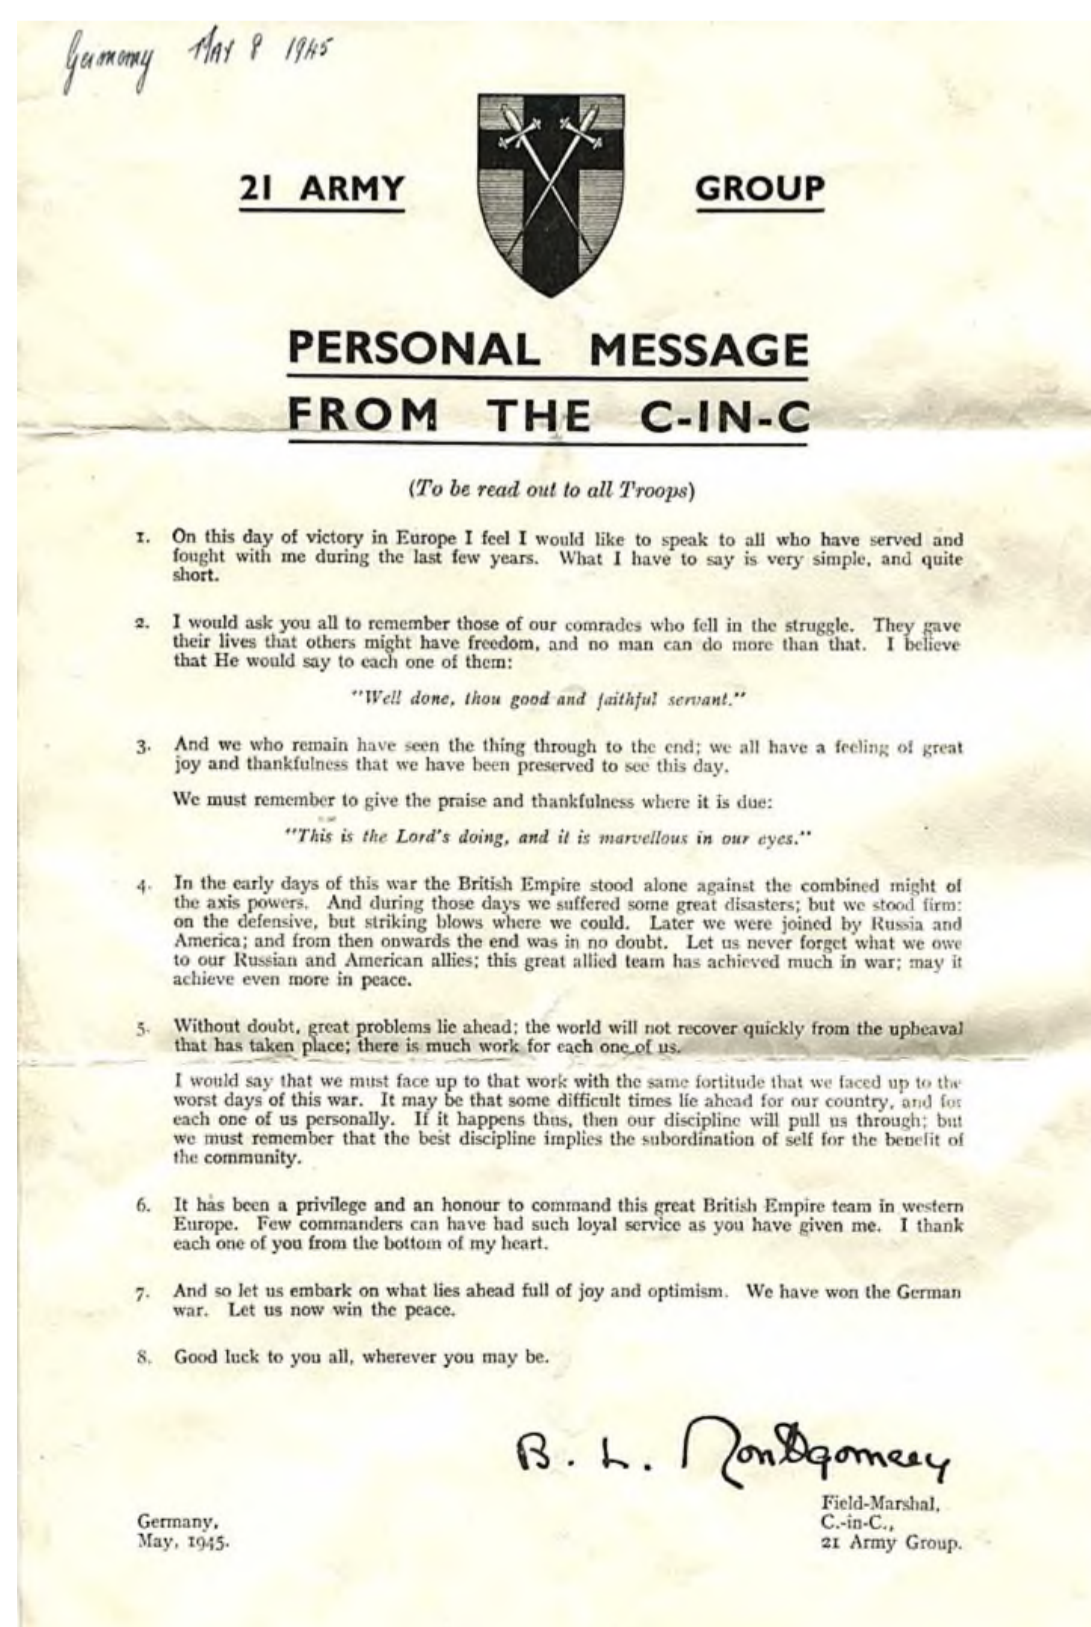 Germany May 8 1945
21 ARMY GROUP
PERSONAL MESSAGE
FROM THE C-IN-C
(To be read out to all Troops)
1. On this day of victory in Europe I feel I would like to speak to all who have served and
fought with me during the last few years. What I have to say is very simple, and quite
short.
2. I would ask you all to remember those of our comrades who fell in the struggle. They gave
their lives that others might have freedom, and no man can do more than that. I believe
that He would say to each one of them:
"Well done, thou good and faithful servant."
3. And we who remain have seen the thing through to the end; we all have a feeling of great
joy and thankfulness that we have been preserved to see this day.
We must remember to give the praise and thankfulness where it is due:
"This is the Lord's doing, and it is marvellous in our eyes."
4. In the early days of this war the British Empire stood alone against the combined might of
the axis powers. And during those days we suffered some great disasters; but we stood firm:
on the defensive, but striking blows where we could. Later we were joined by Russia and
America; and from then onwards the end was in no doubt. Let us never forget what we owe
to our Russian and American allies; this great allied team has achieved much in war; may it
achieve even more in peace.
5. Without doubt, great problems lie ahead; the world will not recover quickly from the upheaval
that has taken place; there is much work for each one of us.
I would say that we must face up to that work with the same fortitude that we faced up to the
worst days of this war. It may be that some difficult times lie ahead for our country, and for
each one of us personally. If it happens thus, then our discipline will pull us through; but
we must remember that the best discipline implies the subordination of self for the benefit of
the community.
6. It has been a privilege and an honour to command this great British Empire team in western
Europe. Few commanders can have had such loyal service as you have given me. I thank
each one of you from the bottom of my heart.
7. And so let us embark on what lies ahead full of joy and optimism. We have won the German
war. Let us now win the peace.
8. Good luck to you all, wherever you may be.
B. L. Montgomery
Field-Marshal,
C.-in-C.,
21 Army Group.
Germany,
May, 1945.